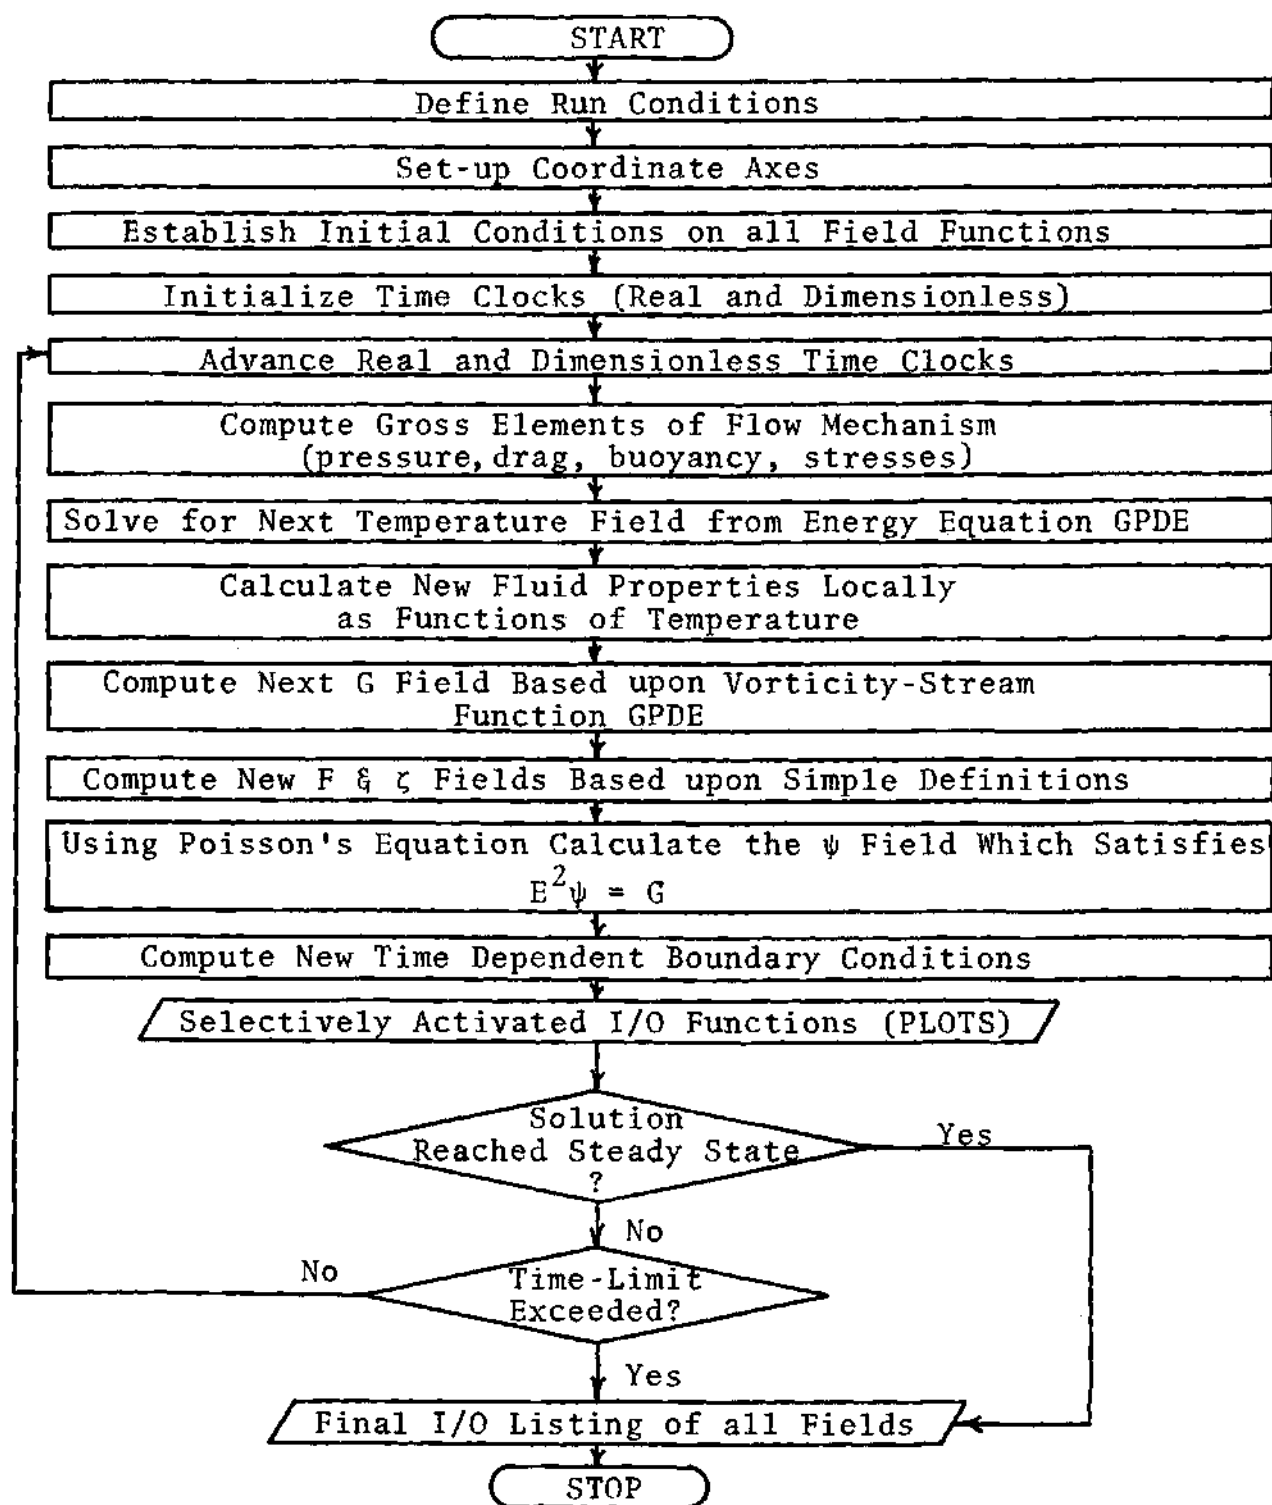 START
Define Run Conditions
Set-up Coordinate Axes
Establish Initial Conditions on all Field Functions
Initialize Time Clocks (Real and Dimensionless)
Advance Real and Dimensionless Time Clocks
Compute Gross Elements of Flow Mechanism
(pressure, drag, buoyancy, stresses)
Solve for Next Temperature Field from Energy Equation GPDE
Calculate New Fluid Properties Locally
as Functions of Temperature
Compute Next G Field Based upon Vorticity-Stream
Function GPDE
Compute New F & ζ Fields Based upon Simple Definitions
Using Poisson's Equation Calculate the ψ Field Which Satisfies
E²ψ = G
Compute New Time Dependent Boundary Conditions
Selectively Activated I/O Functions (PLOTS)
Solution
Reached Steady State
?
Yes
No
Time-Limit
Exceeded?
No
Yes
Final I/O Listing of all Fields
STOP